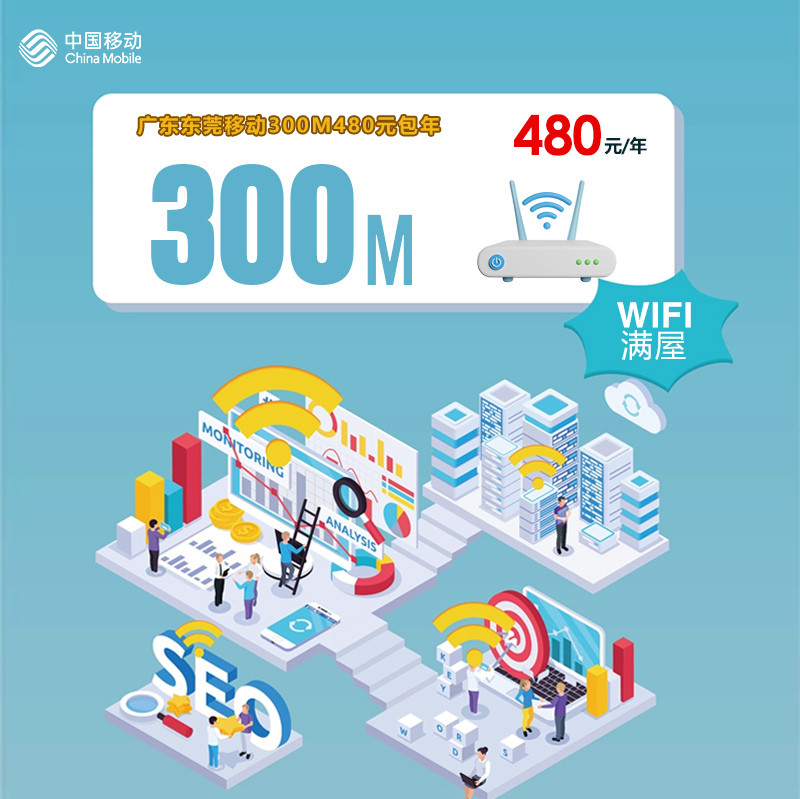 中国移动
China Mobile
广东东莞移动300M480元包年
480元/年
300M
WIFI
满屋
MONITORING
ANALYSIS
SEO
K
E
Y
W
O
R
D
S